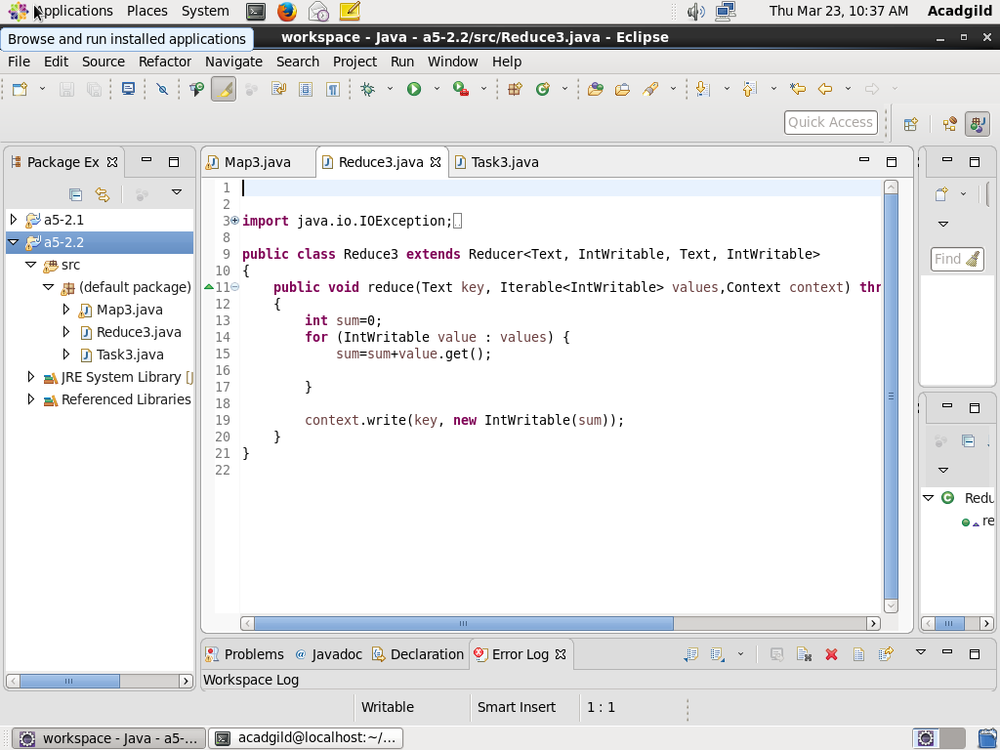 Applications Places System Thu Mar 23, 10:37 AM Acadgild
Browse and run installed applications
workspace - Java - a5-2.2/src/Reduce3.java - Eclipse
File Edit Source Refactor Navigate Search Project Run Window Help
Quick Access
Package Ex
Map3.java Reduce3.java Task3.java
a5-2.1
a5-2.2
src
(default package)
Map3.java
Reduce3.java
Task3.java
JRE System Library [J
Referenced Libraries
1
2
3 import java.io.IOException;
8
9 public class Reduce3 extends Reducer<Text, IntWritable, Text, IntWritable>
10 {
11 public void reduce(Text key, Iterable<IntWritable> values,Context context) thr
12 {
13 int sum=0;
14 for (IntWritable value : values) {
15 sum=sum+value.get();
16
17 }
18
19 context.write(key, new IntWritable(sum));
20 }
21 }
22
Find
Redu
re
Problems @ Javadoc Declaration Error Log
Workspace Log
Writable Smart Insert 1 : 1
workspace - Java - a5-... acadgild@localhost:~/...